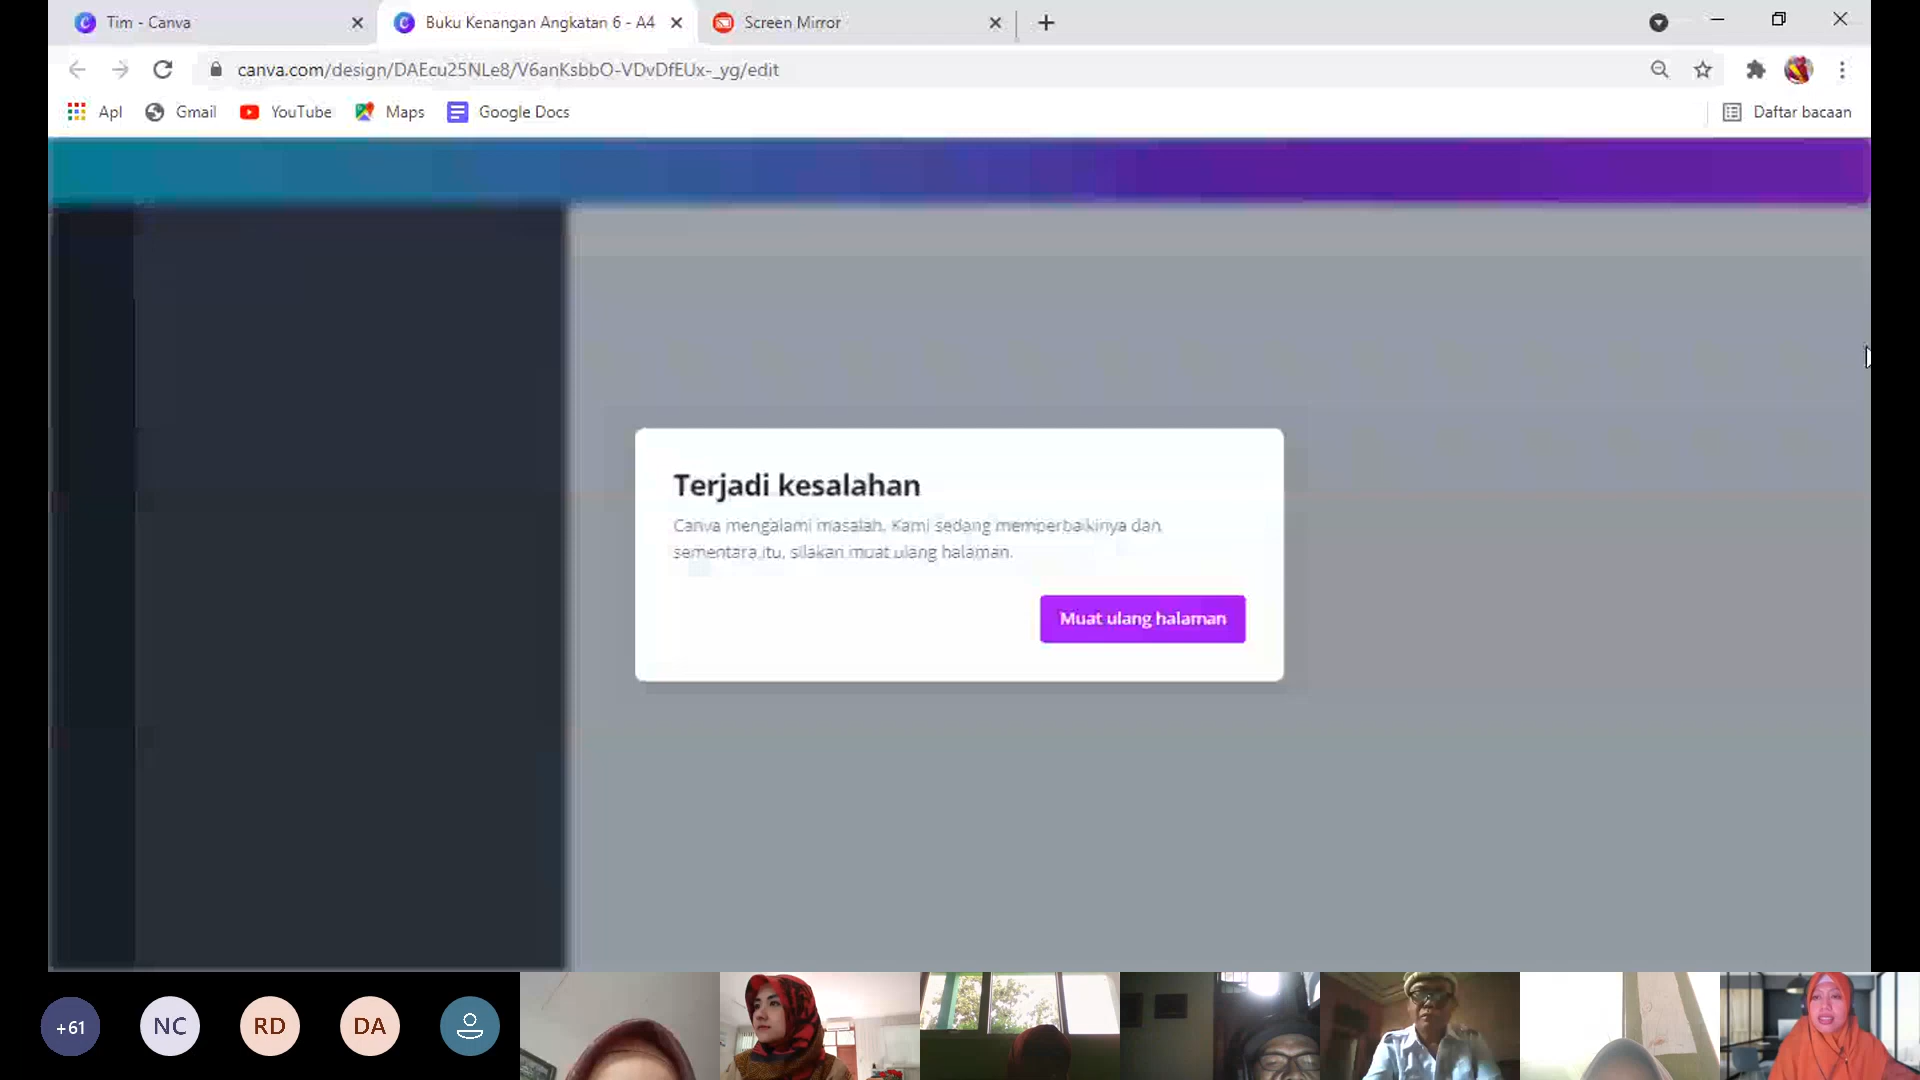 Tim - Canva
Buku Kenangan Angkatan 6 - A4
Screen Mirror
canva.com/design/DAEcu25NLe8/V6anKsbbO-VDvDfEUx-_yg/edit
Apl
Gmail
YouTube
Maps
Google Docs
Daftar bacaan
Terjadi kesalahan
Canva mengalami masalah. Kami sedang memperbaikinya dan
sementara itu, silakan muat ulang halaman.
Muat ulang halaman
+61
NC
RD
DA